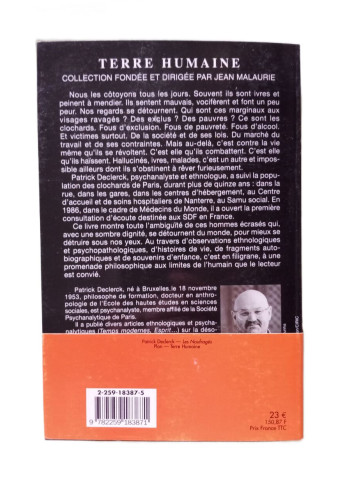 TERRE HUMAINE
COLLECTION FONDÉE ET DIRIGÉE PAR JEAN MALAURIE
Nous les côtoyons tous les jours. Souvent ils sont ivres et
peinent à mendier. Ils sentent mauvais, vocifèrent et font un peu
peur. Nos regards se détournent. Qui sont ces marginaux aux
visages ravagés ? Des exclus ? Des pauvres ? Ce sont les
clochards. Fous d'exclusion. Fous de pauvreté. Fous d'alcool.
Et victimes surtout. De la société et de ses lois. Du marché du
travail et de ses contraintes. Mais au-delà, c'est contre la vie
même qu'ils se révoltent. C'est elle qu'ils combattent. C'est elle
qu'ils haïssent. Hallucinés, ivres, malades, c'est un autre et impos-
sible ailleurs dont ils s'obstinent à rêver furieusement.
Patrick Declerck, psychanalyste et ethnologue, a suivi la popu-
lation des clochards de Paris, durant plus de quinze ans : dans la
rue, dans les gares, dans les centres d'hébergement, au Centre
d'accueil et de soins hospitaliers de Nanterre, au Samu social. En
1986, dans le cadre de Médecins du Monde, il a ouvert la première
consultation d'écoute destinée aux SDF en France.
Ce livre montre toute l'ambiguïté de ces hommes écrasés qui,
avec une sombre dignité, se détournent du monde, pour mieux se
détruire sous nos yeux. Au travers d'observations ethnologiques
et psychopathologiques, d'histoires de vie, de fragments auto-
biographiques et de souvenirs d'enfance, c'est, en filigrane, à une
promenade philosophique aux limites de l'humain que le lecteur
est convié.
Patrick Declerck, né à Bruxelles le 18 novembre
1953, philosophe de formation, docteur en anthro-
pologie de l'École des hautes études en sciences
sociales, est psychanalyste, membre affilié de la Société
Psychanalytique de Paris.
Il a publié divers articles ethnologiques et psycha-
nalytiques (Temps modernes, Esprit...) sur la déso-
Patrick Declerck — Les Naufragés
Plon — Terre Humaine
2-259-18387-5
9 782259 183871
23 €
150,87 F
Prix France TTC